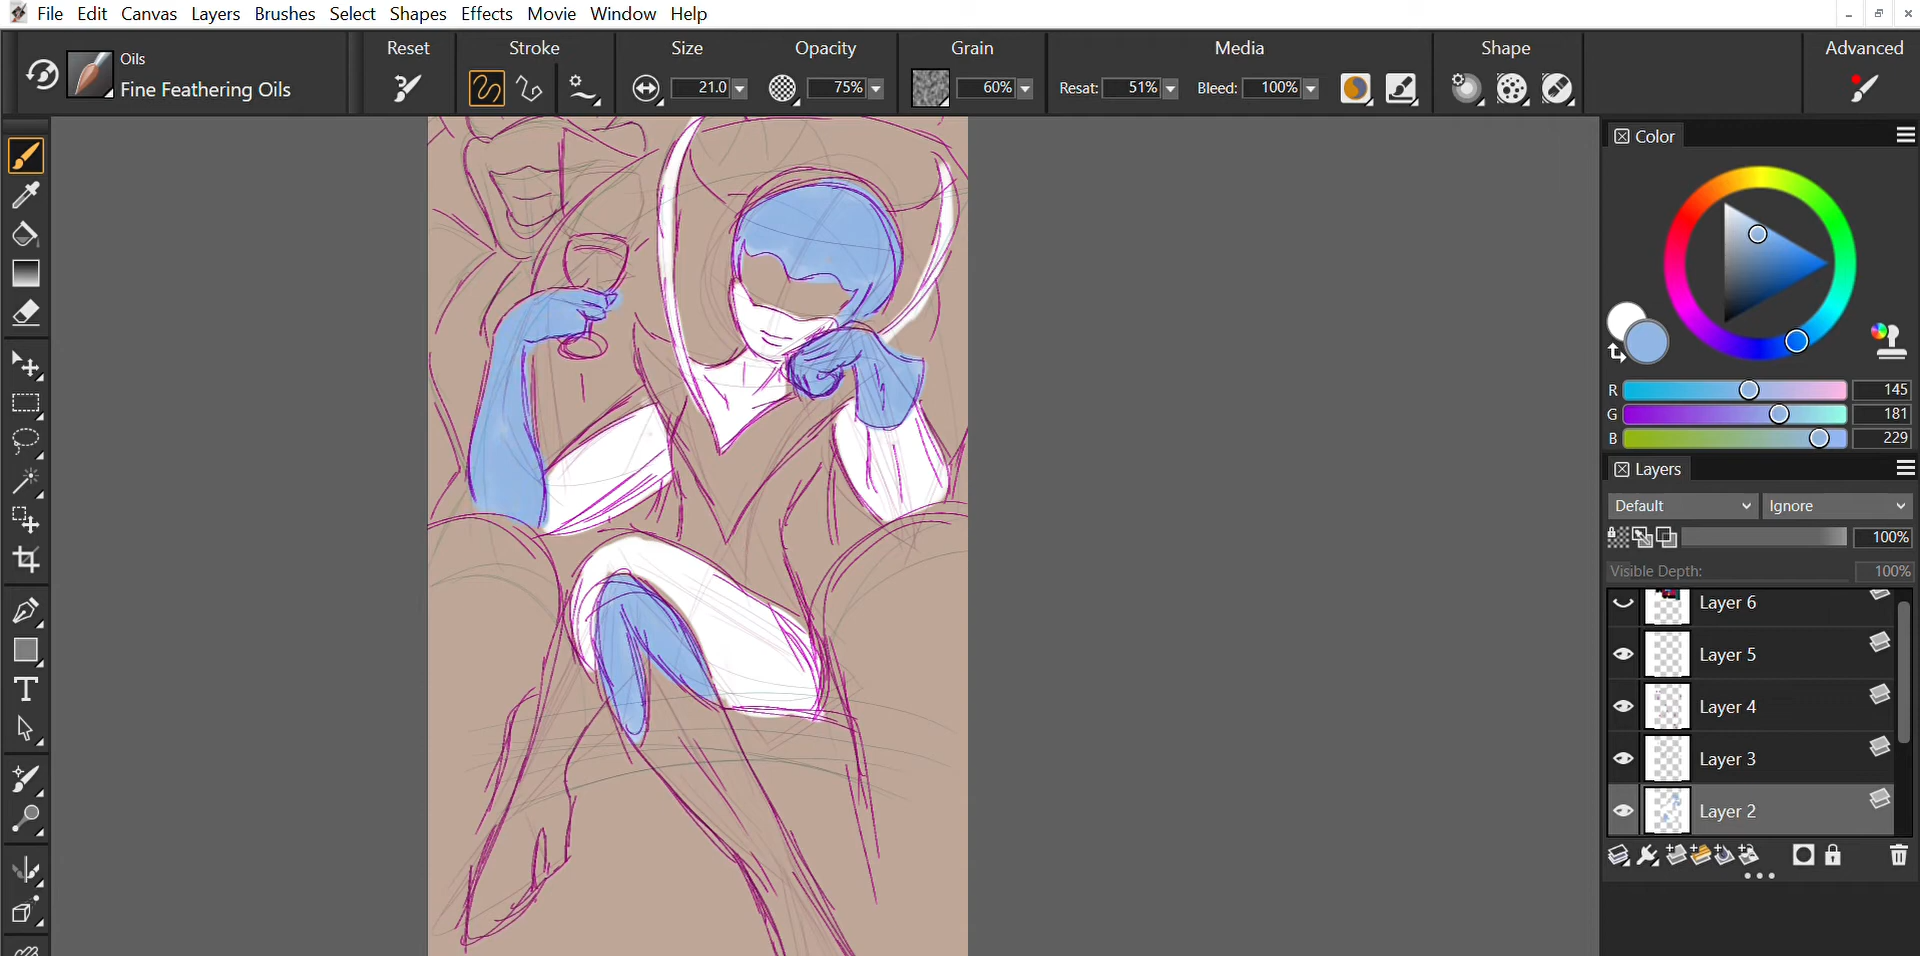 File Edit Canvas Layers Brushes Select Shapes Effects Movie Window Help
Oils
Fine Feathering Oils
Reset Stroke Size Opacity Grain Media Shape Advanced
21.0 75% 60% Resat: 51% Bleed: 100%
Color
R 145
G 181
B 229
Layers
Default Ignore
100%
Visible Depth: 100%
Layer 6
Layer 5
Layer 4
Layer 3
Layer 2